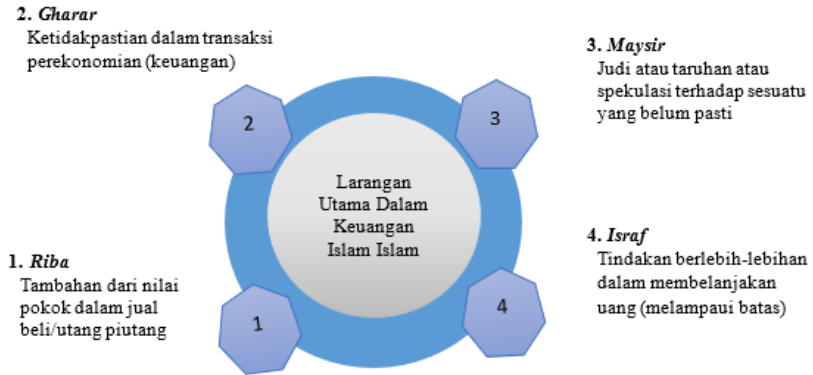 2. Gharar
Ketidakpastian dalam transaksi
perekonomian (keuangan)
3. Maysir
Judi atau taruhan atau
spekulasi terhadap sesuatu
yang belum pasti
2
3
Larangan
Utama Dalam
Keuangan
Islam Islam
1. Riba
Tambahan dari nilai
pokok dalam jual
beli/utang piutang
4. Israf
Tindakan berlebih-lebihan
dalam membelanjakan
uang (melampaui batas)
1
4